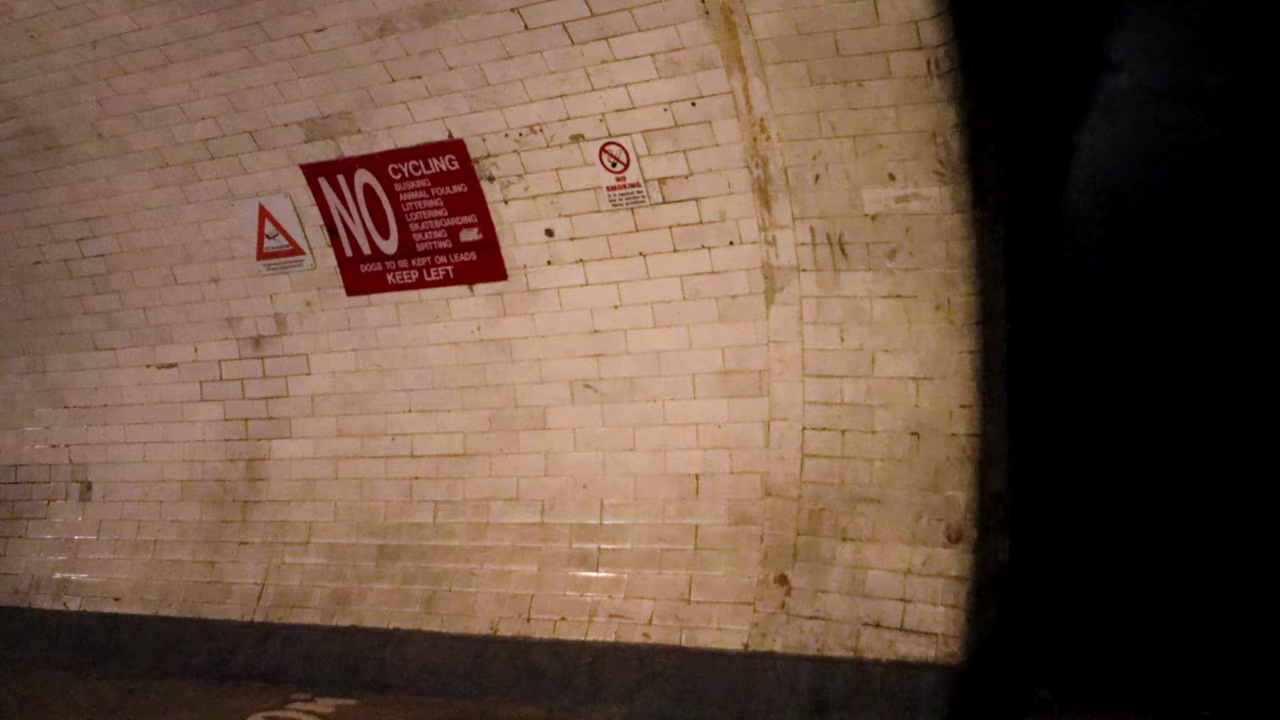 NO
CYCLING
BUSKING
ANIMAL FOULING
LITTERING
LOITERING
SKATEBOARDING
SKATING
SPITTING
DOGS TO BE KEPT ON LEADS
KEEP LEFT
NO
SMOKING